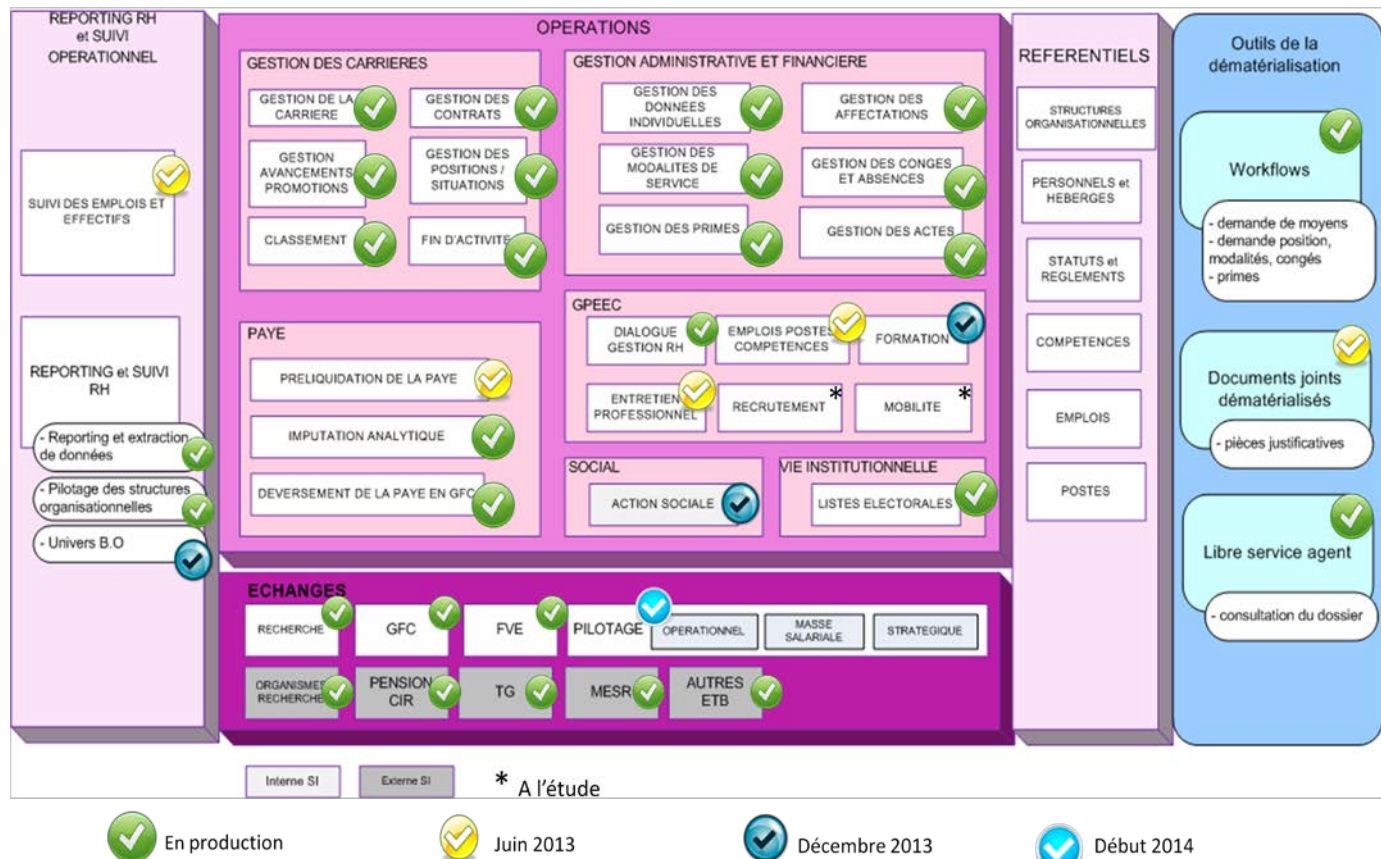 REPORTING RH
et SUIVI
OPERATIONNEL
SUIVI DES EMPLOIS ET
EFFECTIFS
REPORTING et SUIVI
RH
- Reporting et extraction
de données
- Pilotage des structures
organisationnelles
- Univers B.O
OPERATIONS
GESTION DES CARRIERES
GESTION DE LA
CARRIERE
GESTION DES
CONTRATS
GESTION
AVANCEMENTS
PROMOTIONS
GESTION DES
POSITIONS /
SITUATIONS
CLASSEMENT
FIN D'ACTIVITE
GESTION ADMINISTRATIVE ET FINANCIERE
GESTION DES
DONNEES
INDIVIDUELLES
GESTION DES
AFFECTATIONS
GESTION DES
MODALITES DE
SERVICE
GESTION DES CONGES
ET ABSENCES
GESTION DES PRIMES
GESTION DES ACTES
PAYE
PRELIQUIDATION DE LA PAYE
IMPUTATION ANALYTIQUE
DEVERSEMENT DE LA PAYE EN GFC
GPEEC
DIALOGUE
GESTION RH
EMPLOIS POSTES
COMPETENCES
FORMATION
ENTRETIEN
PROFESSIONNEL
RECRUTEMENT *
MOBILITE *
SOCIAL
ACTION SOCIALE
VIE INSTITUTIONNELLE
LISTES ELECTORALES
ECHANGES
RECHERCHE
GFC
FVE
PILOTAGE
OPERATIONNEL
MASSE
SALARIALE
STRATEGIQUE
ORGANISMES
RECHERCHE
PENSION
CIR
TG
MESR
AUTRES
ETB
REFERENTIELS
STRUCTURES
ORGANISATIONNELLES
PERSONNELS et
HEBERGES
STATUTS et
REGLEMENTS
COMPETENCES
EMPLOIS
POSTES
Outils de la
dématérialisation
Workflows
- demande de moyens
- demande position,
modalités, congés
- primes
Documents joints
dématérialisés
- pièces justificatives
Libre service agent
- consultation du dossier
Interne SI
Externe SI
* A l'étude
En production
Juin 2013
Décembre 2013
Début 2014